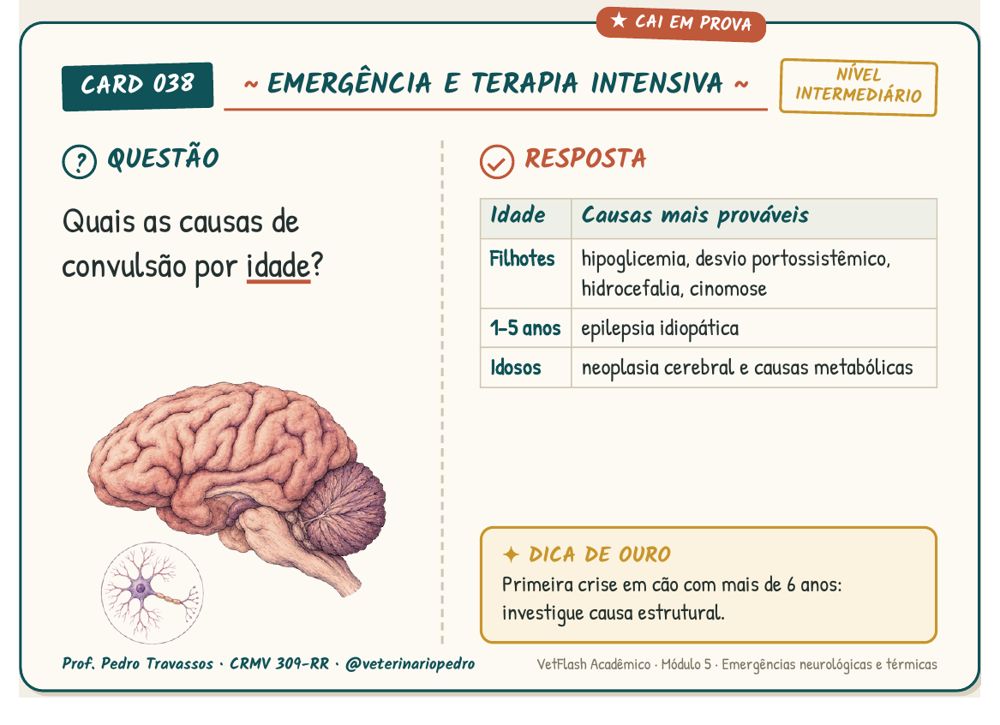 ★ CAI EM PROVA
CARD 038
~ EMERGÊNCIA E TERAPIA INTENSIVA ~
NÍVEL
INTERMEDIÁRIO
? QUESTÃO
Quais as causas de
convulsão por idade?
RESPOSTA
Idade Causas mais prováveis
Filhotes hipoglicemia, desvio portossistêmico,
hidrocefalia, cinomose
1–5 anos epilepsia idiopática
Idosos neoplasia cerebral e causas metabólicas
✦ DICA DE OURO
Primeira crise em cão com mais de 6 anos:
investigue causa estrutural.
Prof. Pedro Travassos · CRMV 309-RR · @veterinariopedro
VetFlash Acadêmico · Módulo 5 · Emergências neurológicas e térmicas